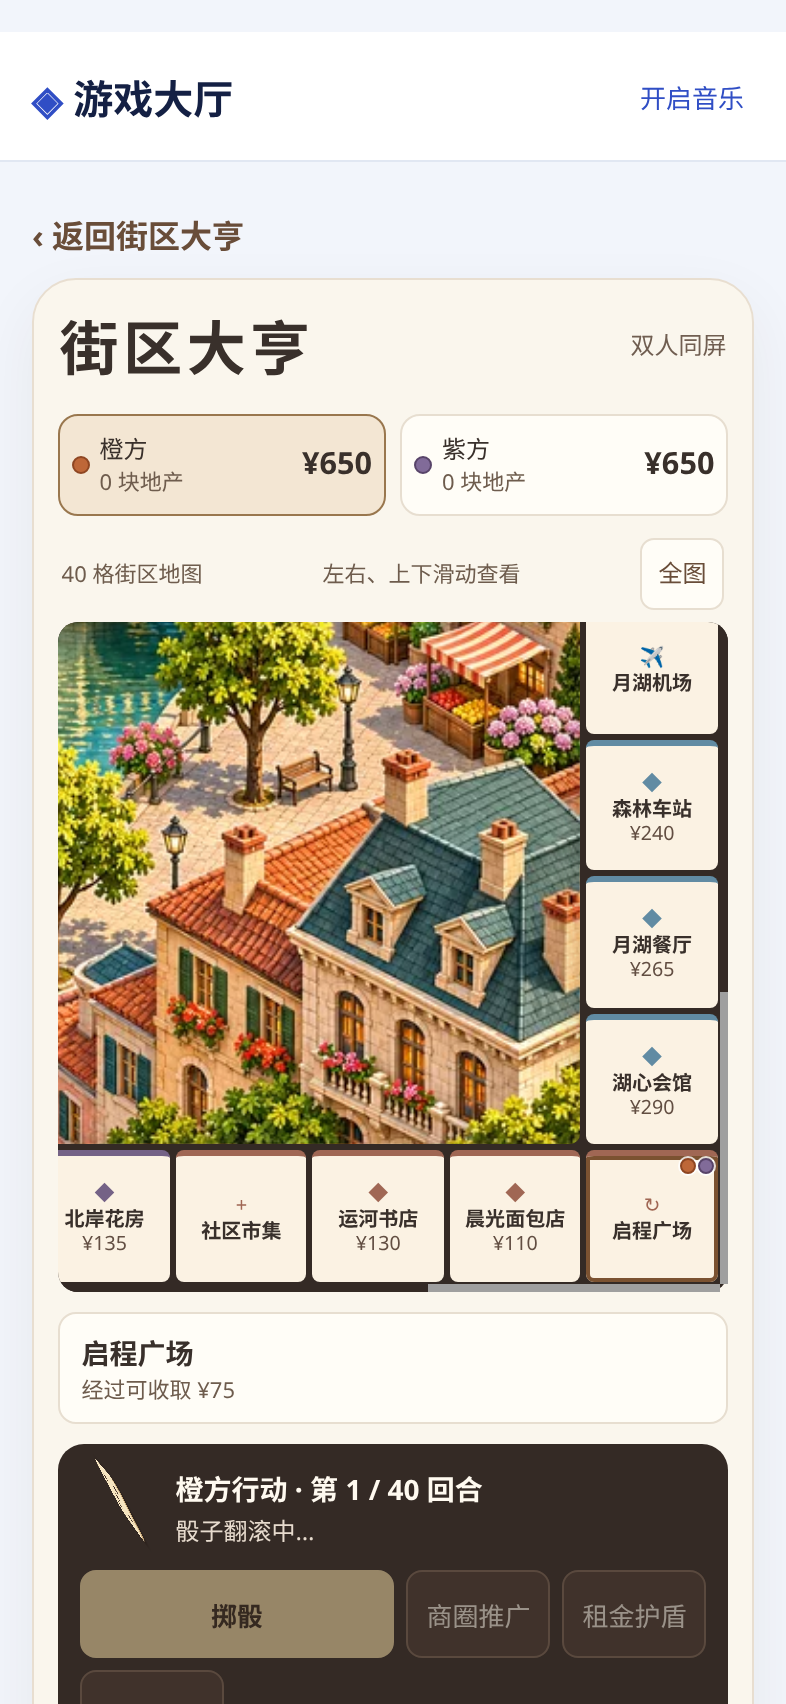 游戏大厅
开启音乐
‹ 返回街区大亨
街区大亨
双人同屏
橙方
0 块地产
¥650
紫方
0 块地产
¥650
40 格街区地图
左右、上下滑动查看
全图
月湖机场
森林车站
¥240
月湖餐厅
¥265
湖心会馆
¥290
北岸花房
¥135
社区市集
运河书店
¥130
晨光面包店
¥110
启程广场
启程广场
经过可收取 ¥75
橙方行动 · 第 1 / 40 回合
骰子翻滚中...
掷骰
商圈推广
租金护盾